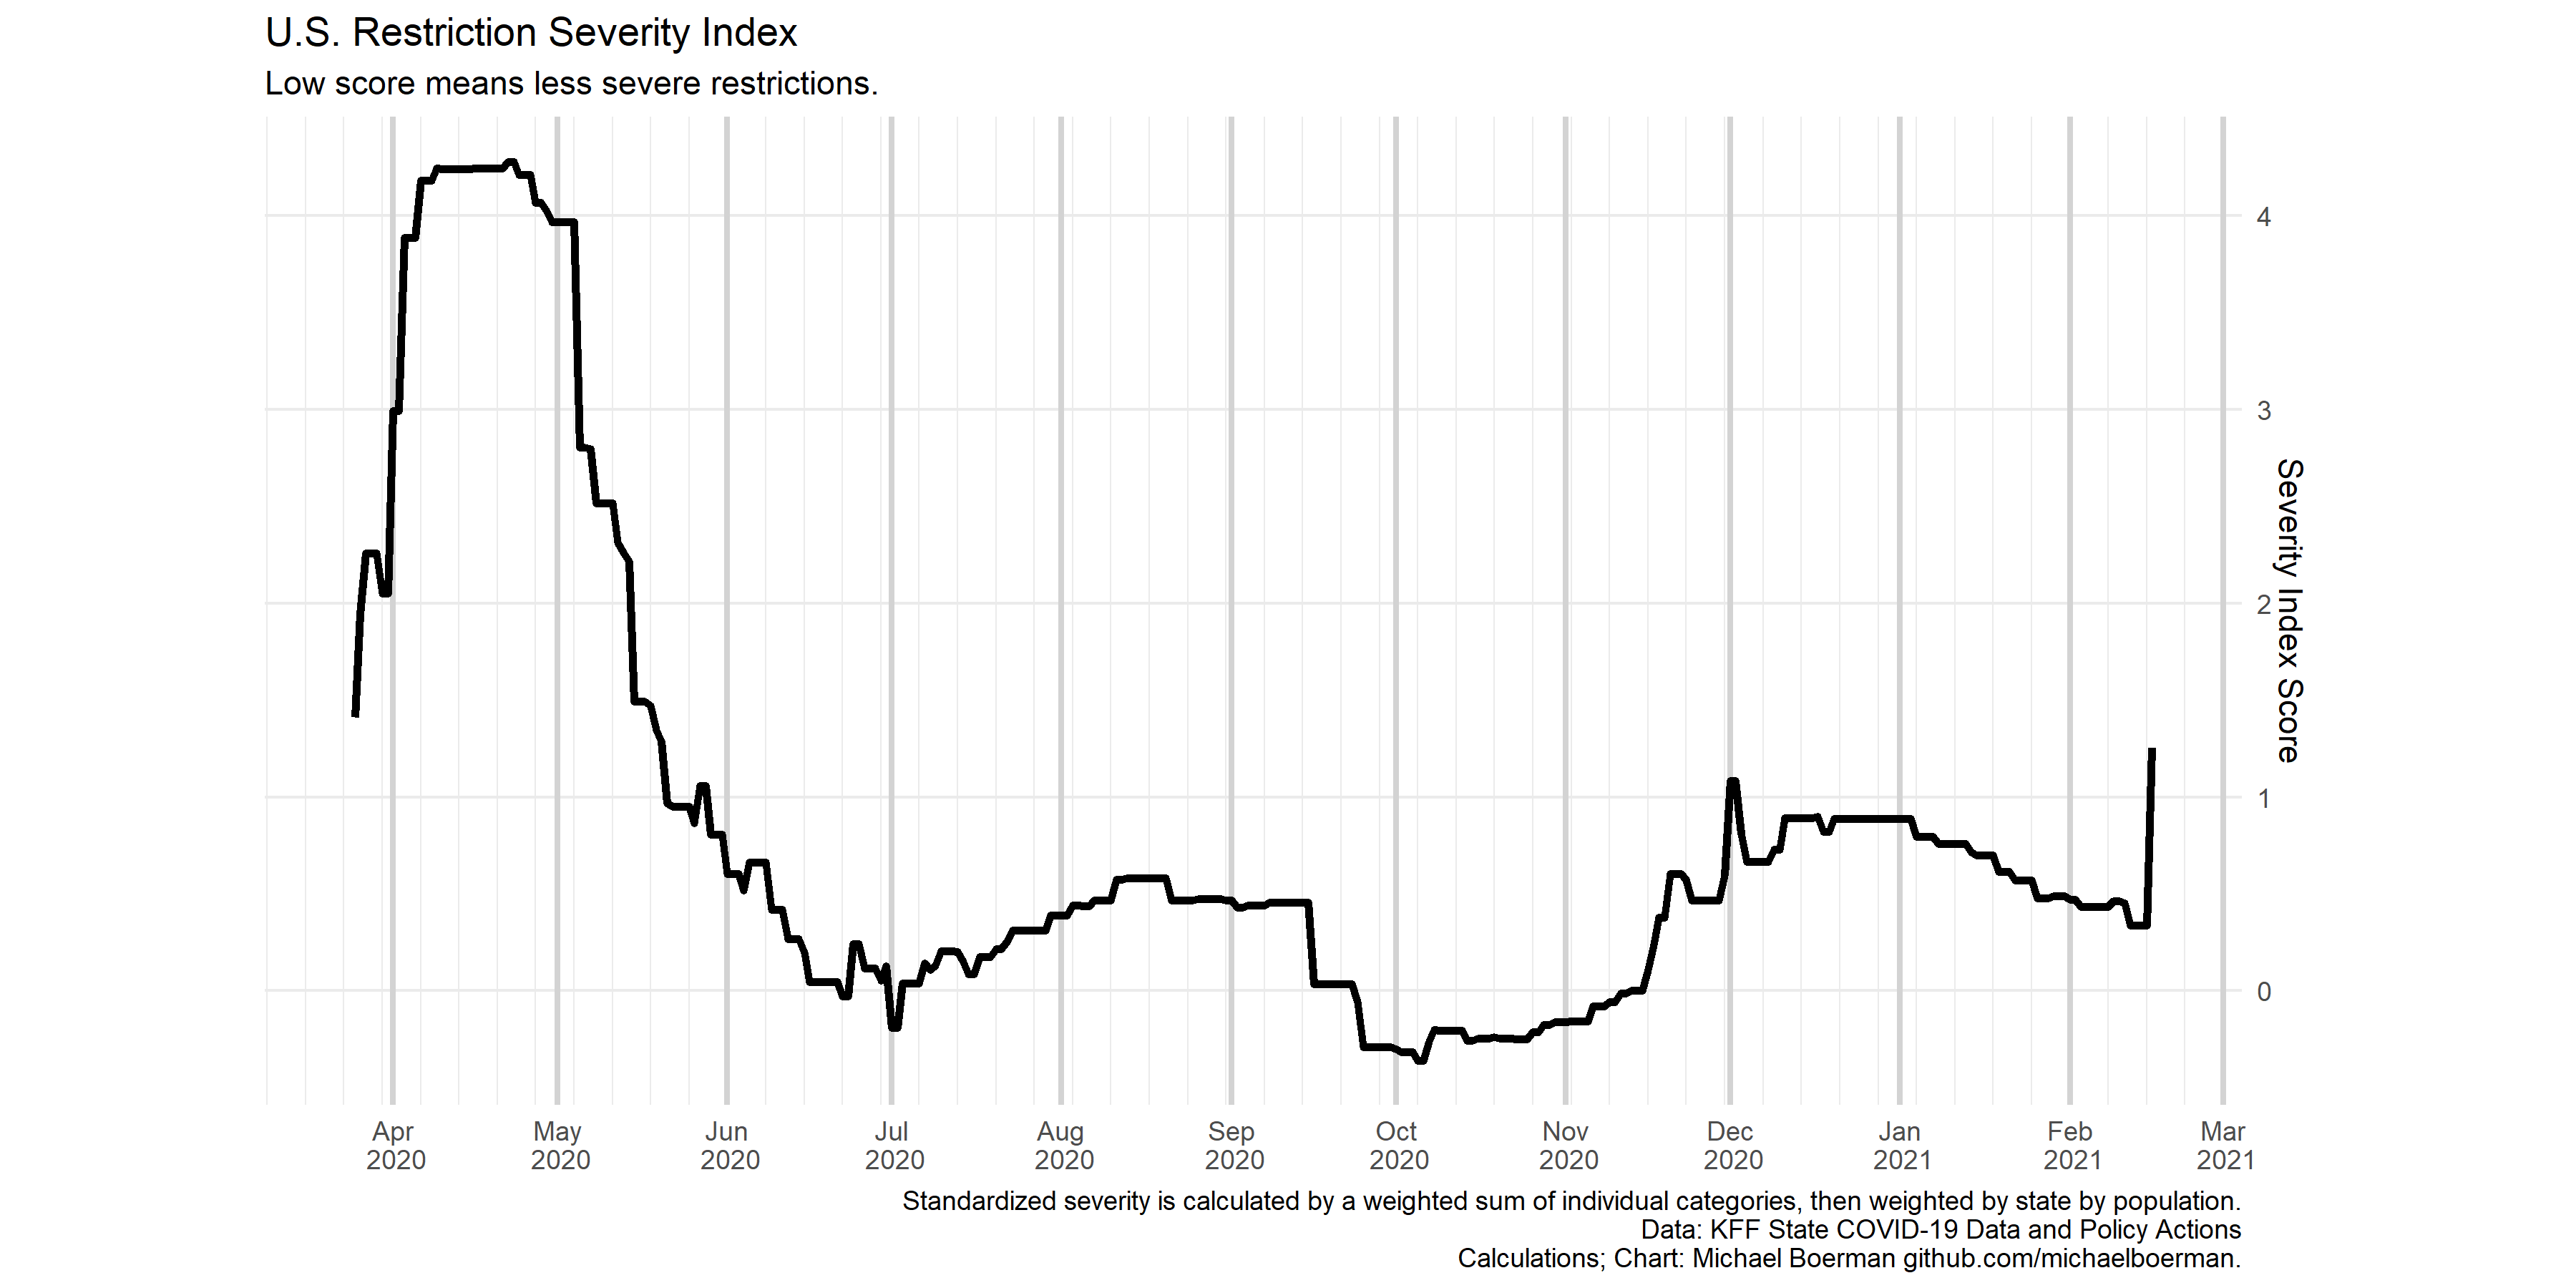 U.S. Restriction Severity Index
Low score means less severe restrictions.
4
3
2
1
0
Severity Index Score
Apr 2020
May 2020
Jun 2020
Jul 2020
Aug 2020
Sep 2020
Oct 2020
Nov 2020
Dec 2020
Jan 2021
Feb 2021
Mar 2021
Standardized severity is calculated by a weighted sum of individual categories, then weighted by state by population.
Data: KFF State COVID-19 Data and Policy Actions
Calculations; Chart: Michael Boerman github.com/michaelboerman.